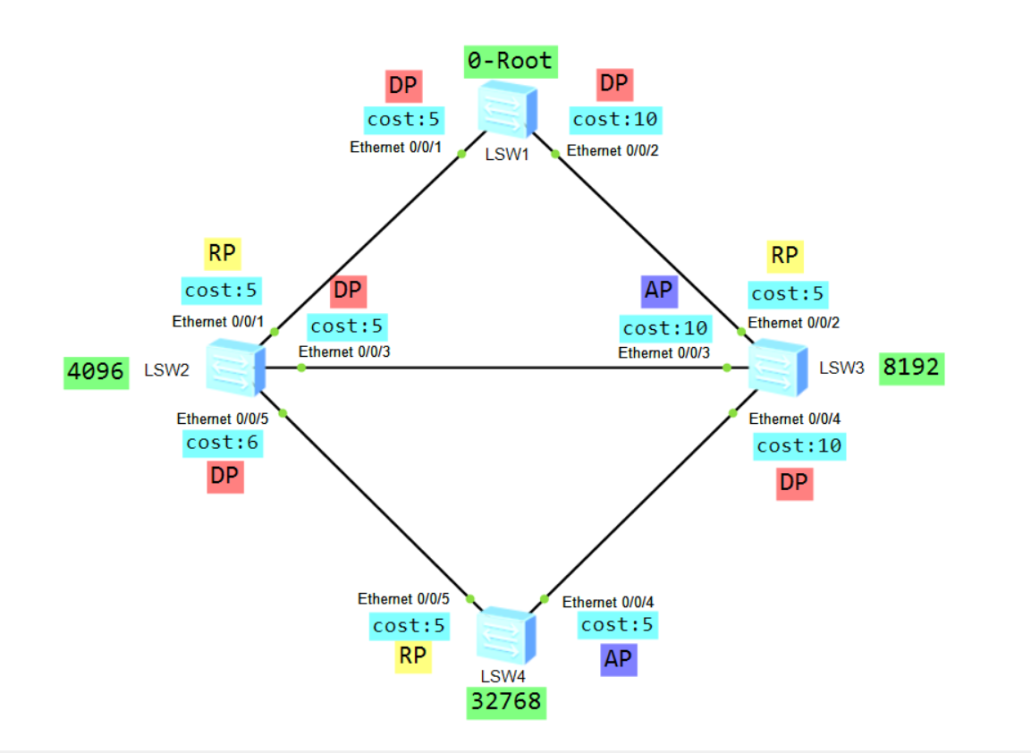 0-Root
DP
DP
cost:5
cost:10
Ethernet 0/0/1
LSW1
Ethernet 0/0/2
RP
RP
cost:5
DP
AP
cost:5
Ethernet 0/0/1
cost:5
cost:10
Ethernet 0/0/2
Ethernet 0/0/3
Ethernet 0/0/3
4096
LSW2
LSW3
8192
Ethernet 0/0/5
Ethernet 0/0/4
cost:6
cost:10
DP
DP
Ethernet 0/0/5
Ethernet 0/0/4
cost:5
cost:5
RP
AP
LSW4
32768